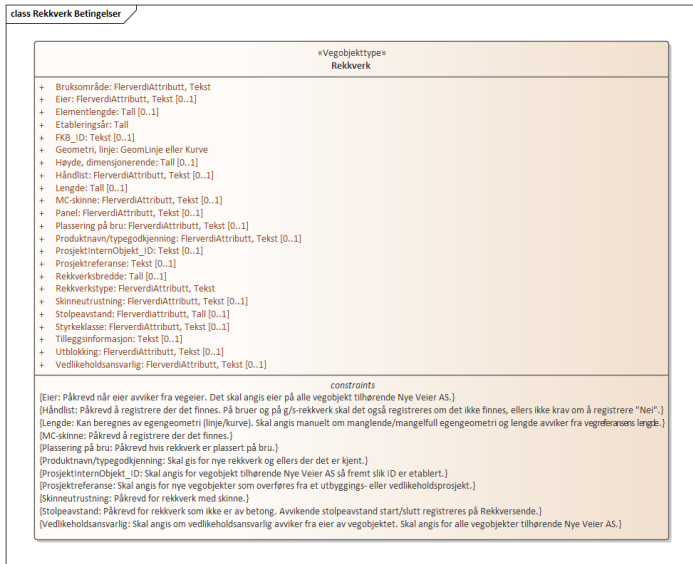 class Rekkverk Betingelser
«Vegobjekttype»
Rekkverk
+ Bruksområde: FlerverdiAttributt, Tekst
+ Eier: FlerverdiAttributt, Tekst [0..1]
+ Elementlengde: Tall [0..1]
+ Etableringsår: Tall
+ FKB_ID: Tekst [0..1]
+ Geometri, linje: GeomLinje eller Kurve
+ Høyde, dimensjonerende: Tall [0..1]
+ Håndlist: FlerverdiAttributt, Tekst [0..1]
+ Lengde: Tall [0..1]
+ MC-skinne: FlerverdiAttributt, Tekst [0..1]
+ Panel: FlerverdiAttributt, Tekst [0..1]
+ Plassering på bru: FlerverdiAttributt, Tekst [0..1]
+ Produktnavn/typegodkjenning: FlerverdiAttributt, Tekst [0..1]
+ ProsjektInternObjekt_ID: Tekst [0..1]
+ Prosjektreferanse: Tekst [0..1]
+ Rekkverksbredde: Tall [0..1]
+ Rekkverkstype: FlerverdiAttributt, Tekst
+ Skinneutrustning: FlerverdiAttributt, Tekst [0..1]
+ Stolpeavstand: Flerverdiattributt, Tall [0..1]
+ Styrkeklasse: FlerverdiAttributt, Tekst [0..1]
+ Tilleggsinformasjon: Tekst [0..1]
+ Utblokking: FlerverdiAttributt, Tekst [0..1]
+ Vedlikeholdsansvarlig: FlerverdiAttributt, Tekst [0..1]
constraints
{Eier: Påkrevd når eier avviker fra vegeier. Det skal angis eier på alle vegobjekt tilhørende Nye Veier AS.}
{Håndlist: Påkrevd å registrere der det finnes. På bruer og på g/s-rekkverk skal det også registreres om det ikke finnes, ellers ikke krav om å registrere "Nei".}
{Lengde: Kan beregnes av egengeometri (linje/kurve). Skal angis manuelt om manglende/mangelfull egengeometri og lengde avviker fra vegreferansens lengde.}
{MC-skinne: Påkrevd å registrere der det finnes.}
{Plassering på bru: Påkrevd hvis rekkverk er plassert på bru.}
{Produktnavn/typegodkjenning: Skal gis for nye rekkverk og ellers der det er kjent.}
{ProsjektInternObjekt_ID: Skal angis for vegobjekt tilhørende Nye Veier AS så fremt slik ID er etablert.}
{Prosjektreferanse: Skal angis for nye vegobjekter som overføres fra et utbyggings- eller vedlikeholdsprosjekt.}
{Skinneutrustning: Påkrevd for rekkverk med skinne.}
{Stolpeavstand: Påkrevd for rekkverk som ikke er av betong. Avvikende stolpeavstand start/slutt registreres på Rekkversende.}
{Vedlikeholdsansvarlig: Skal angis om vedlikeholdsansvarlig avviker fra eier av vegobjektet. Skal angis for alle vegobjekter tilhørende Nye Veier AS.}